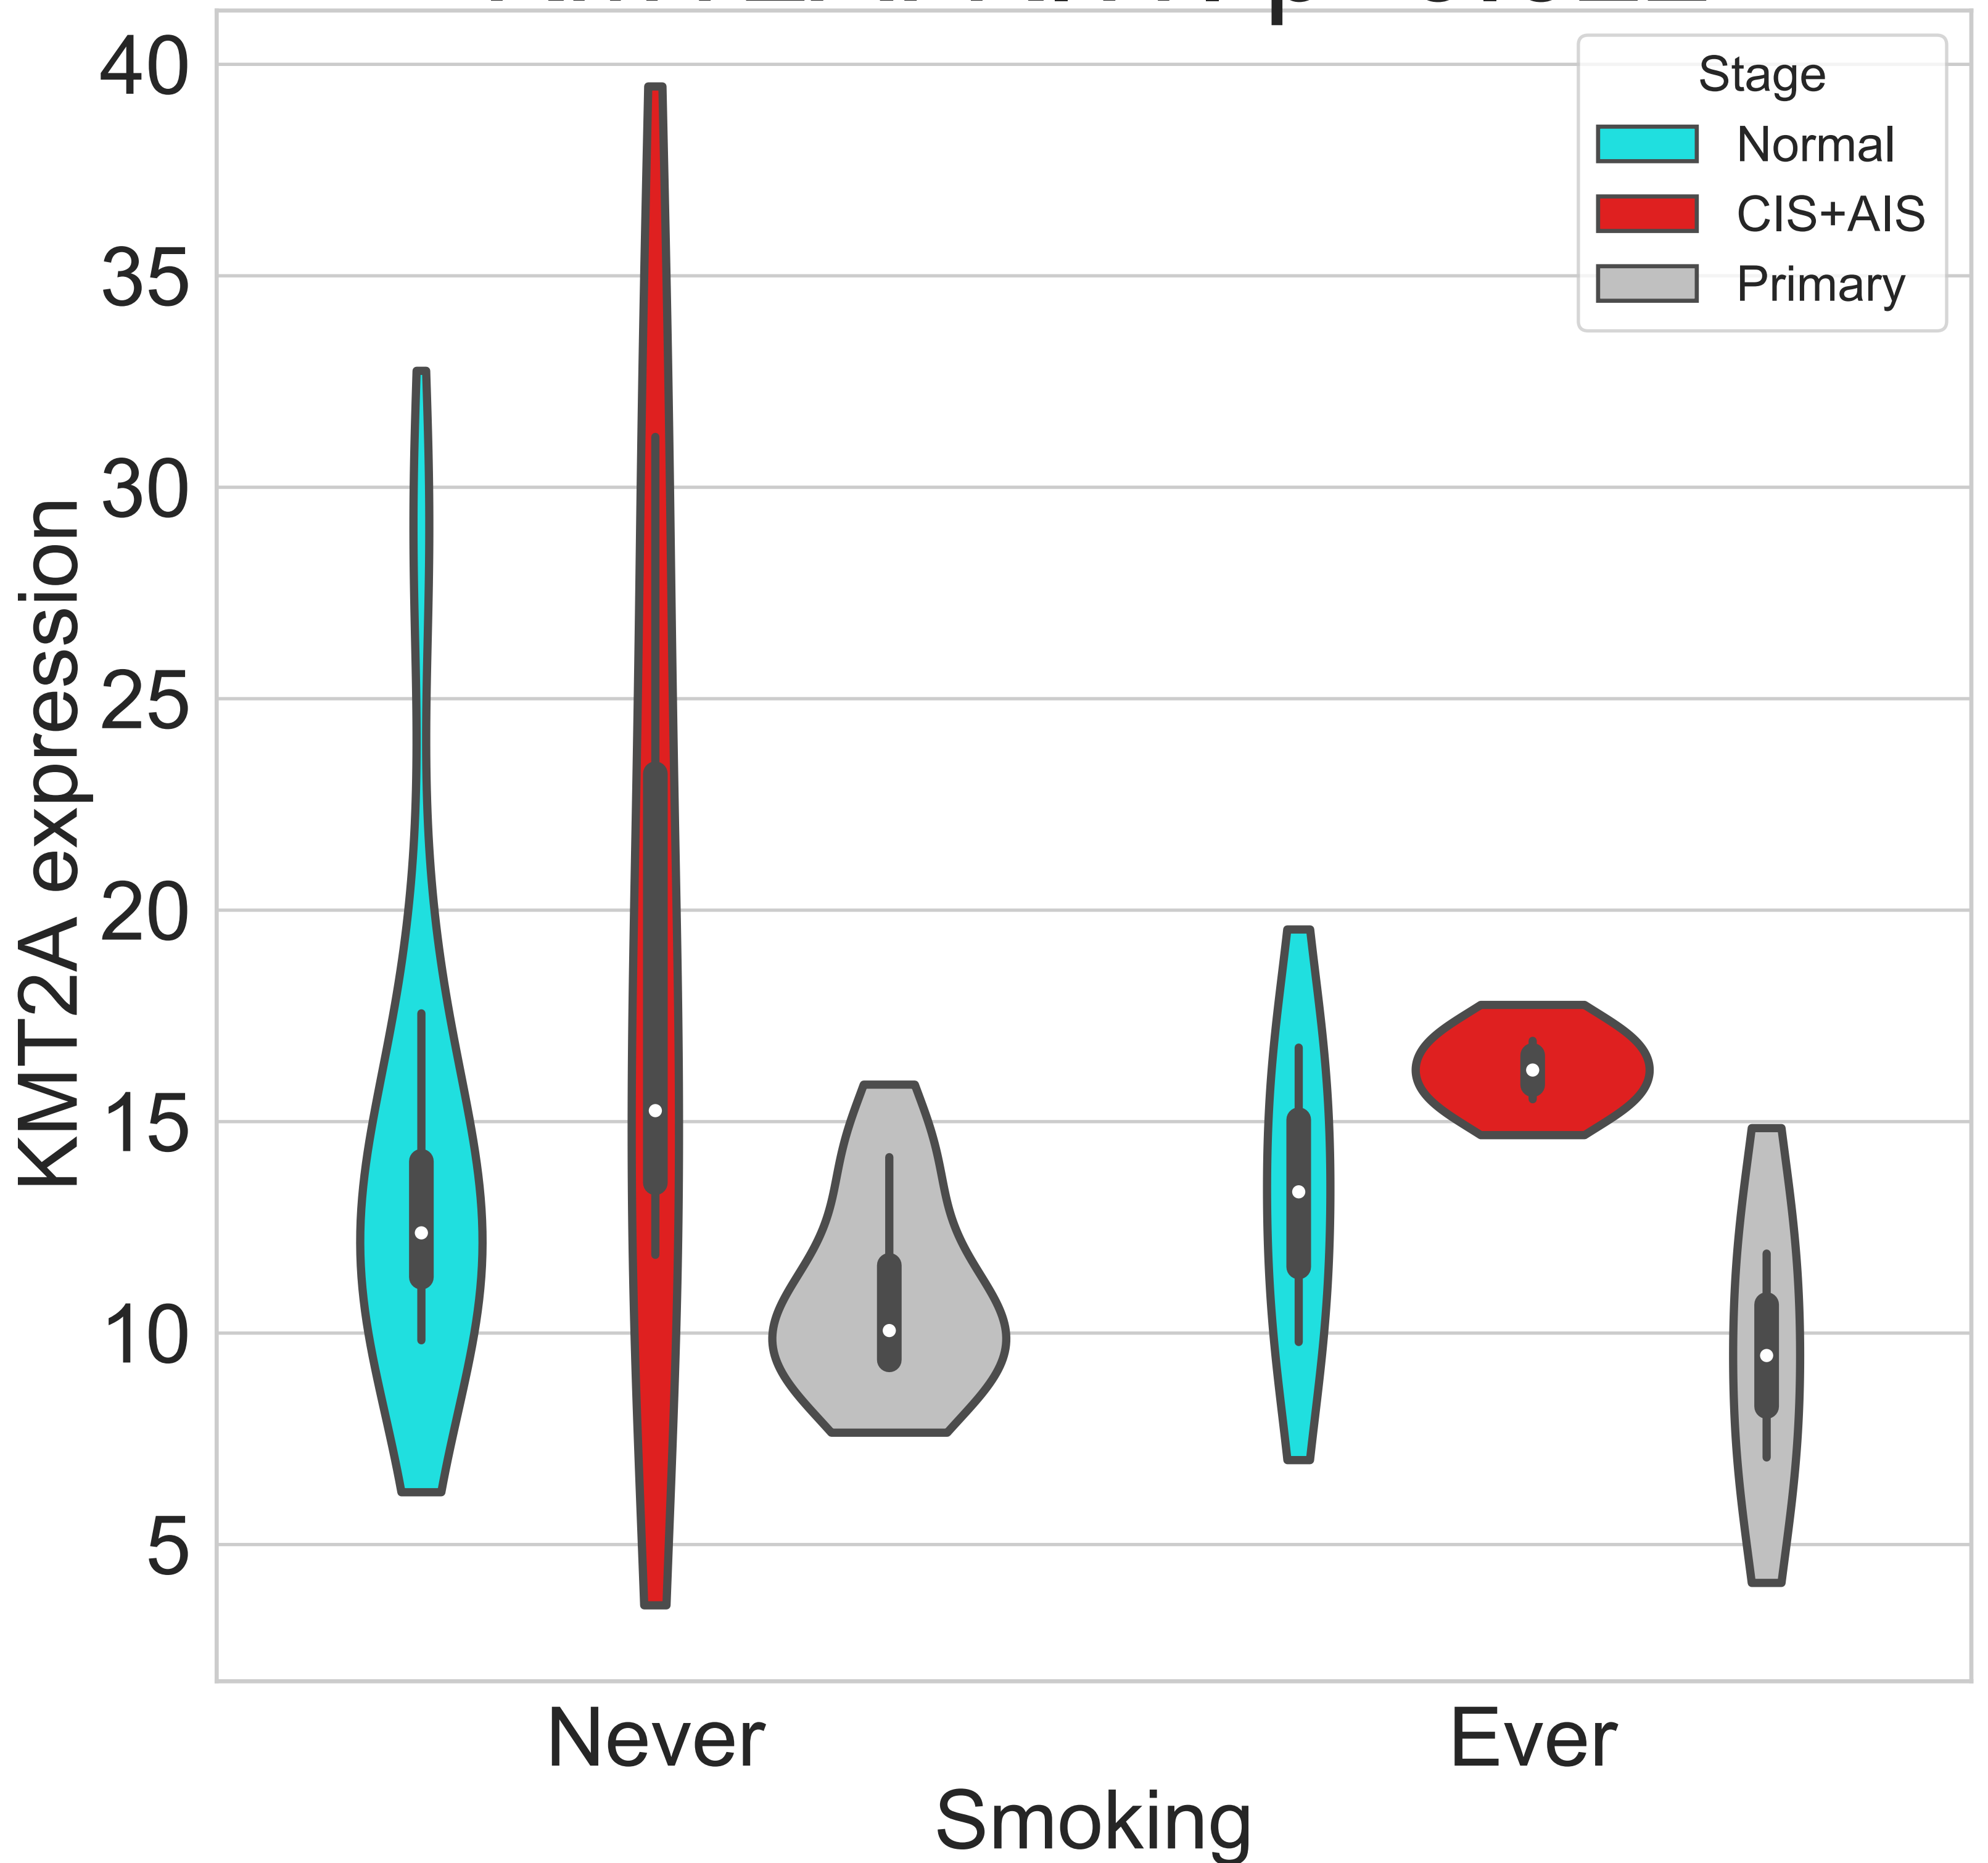 40
35
30
25
20
15
10
5
KMT2A expression
Stage
Normal
CIS+AIS
Primary
Never
Ever
Smoking